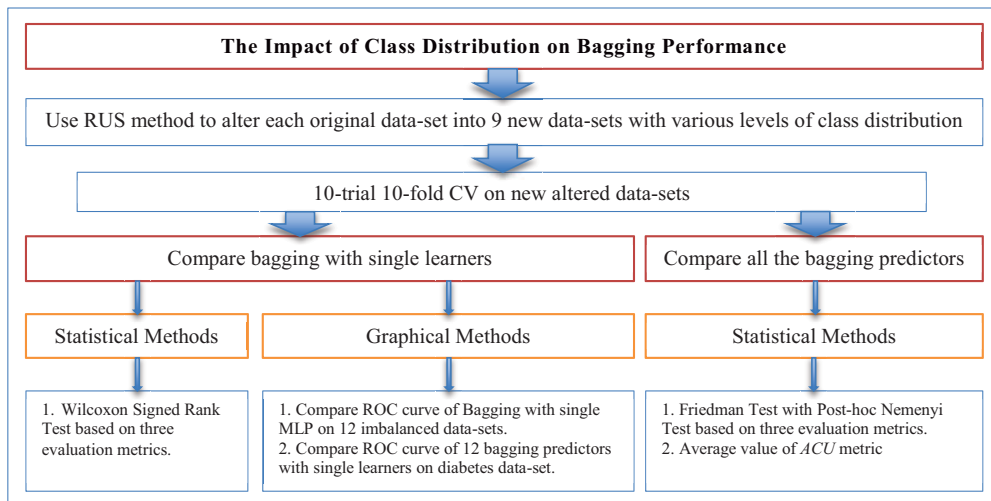 The Impact of Class Distribution on Bagging Performance
Use RUS method to alter each original data-set into 9 new data-sets with various levels of class distribution
10-trial 10-fold CV on new altered data-sets
Compare bagging with single learners
Compare all the bagging predictors
Statistical Methods
Graphical Methods
Statistical Methods
1. Wilcoxon Signed Rank
Test based on three
evaluation metrics.
1. Compare ROC curve of Bagging with single
MLP on 12 imbalanced data-sets.
2. Compare ROC curve of 12 bagging predictors
with single learners on diabetes data-set.
1. Friedman Test with Post-hoc Nemenyi
Test based on three evaluation metrics.
2. Average value of ACU metric